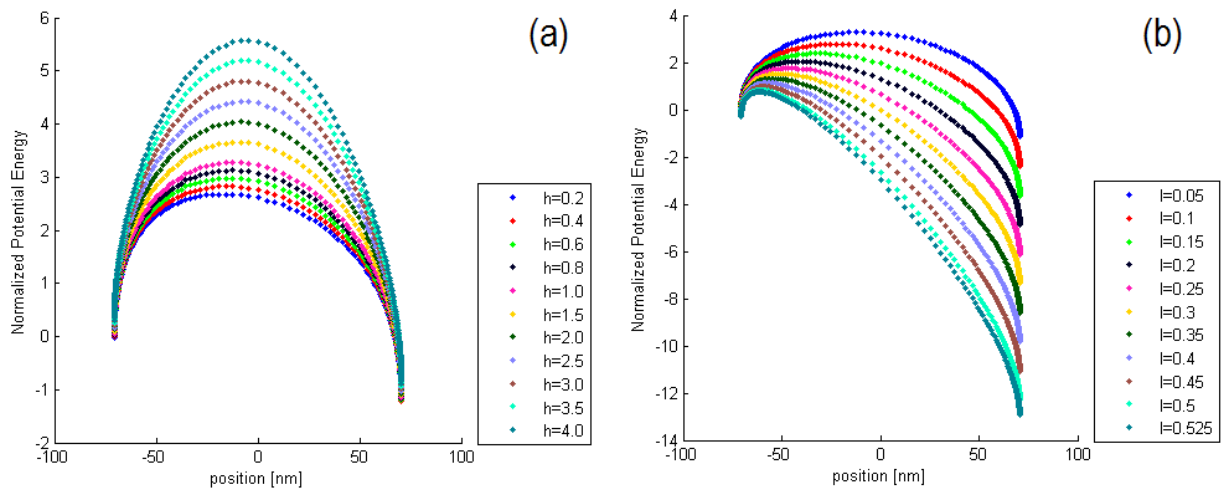 (a)
Normalized Potential Energy
6
5
4
3
2
1
0
-1
-2
-100
-50
0
50
100
position [nm]
h=0.2
h=0.4
h=0.6
h=0.8
h=1.0
h=1.5
h=2.0
h=2.5
h=3.0
h=3.5
h=4.0
(b)
Normalized Potential Energy
4
2
0
-2
-4
-6
-8
-10
-12
-14
-100
-50
0
50
100
position [nm]
I=0.05
I=0.1
I=0.15
I=0.2
I=0.25
I=0.3
I=0.35
I=0.4
I=0.45
I=0.5
I=0.525